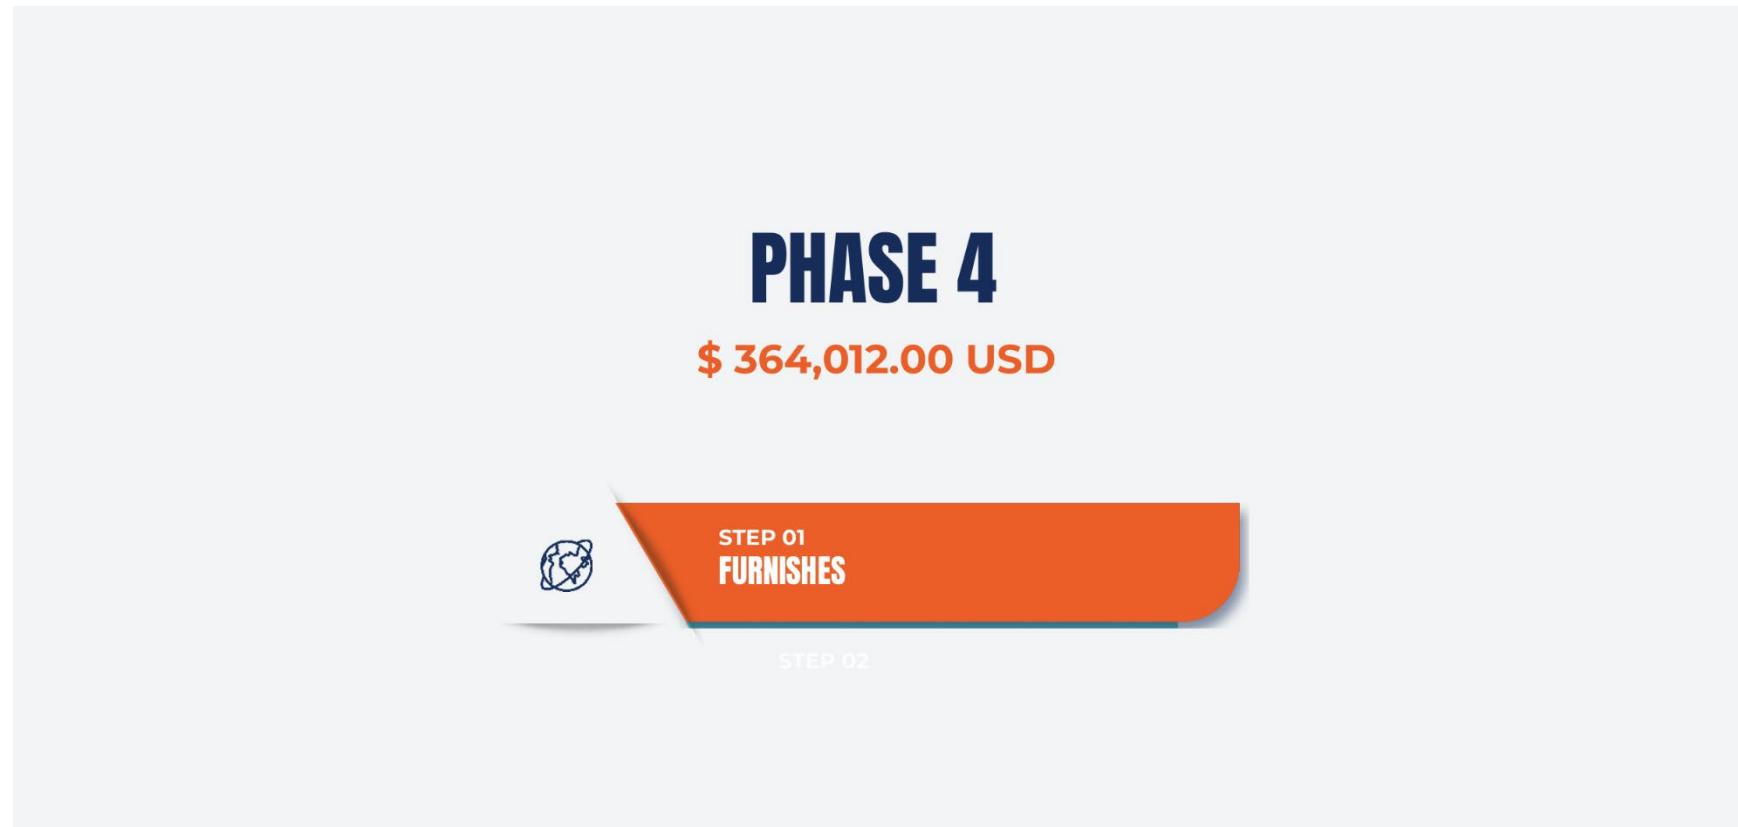 PHASE 4
$ 364,012.00 USD
STEP 01
FURNISHES
STEP 02